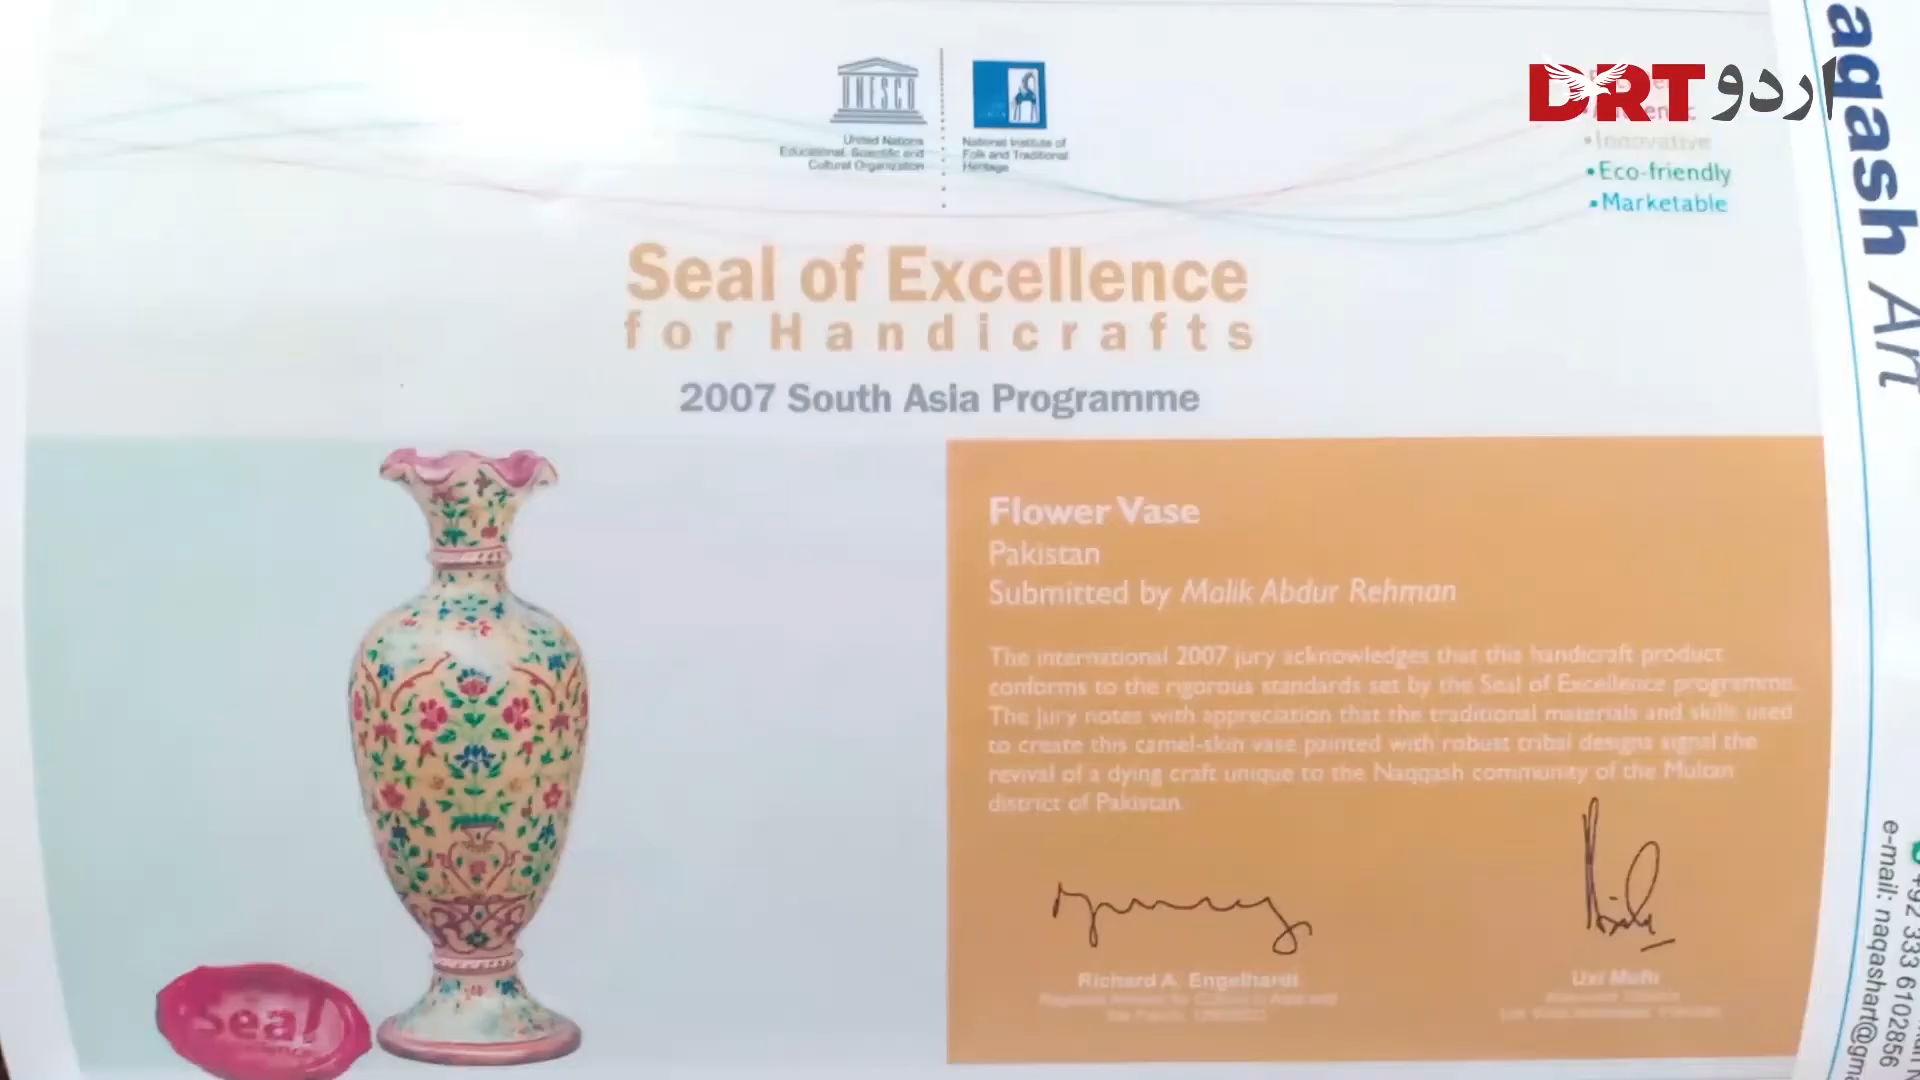 UNESCO
United Nations
Educational, Scientific and
Cultural Organization
National Institute of
Folk and Traditional
Heritage
DRT اردو
•Innovative
•Eco-friendly
•Marketable
Seal of Excellence
for Handicrafts
2007 South Asia Programme
Flower Vase
Pakistan
Submitted by Malik Abdur Rehman
The international 2007 jury acknowledges that this handicraft product
conforms to the rigorous standards set by the Seal of Excellence programme.
The jury notes with appreciation that the traditional materials and skills used
to create this camel-skin vase painted with robust tribal designs signal the
revival of a dying craft unique to the Naqqash community of the Multan
district of Pakistan.
Richard A. Engelhardt
Uxi Mufti
Seal
aqash Art
+92 333 6102856
e-mail: naqashart@gma